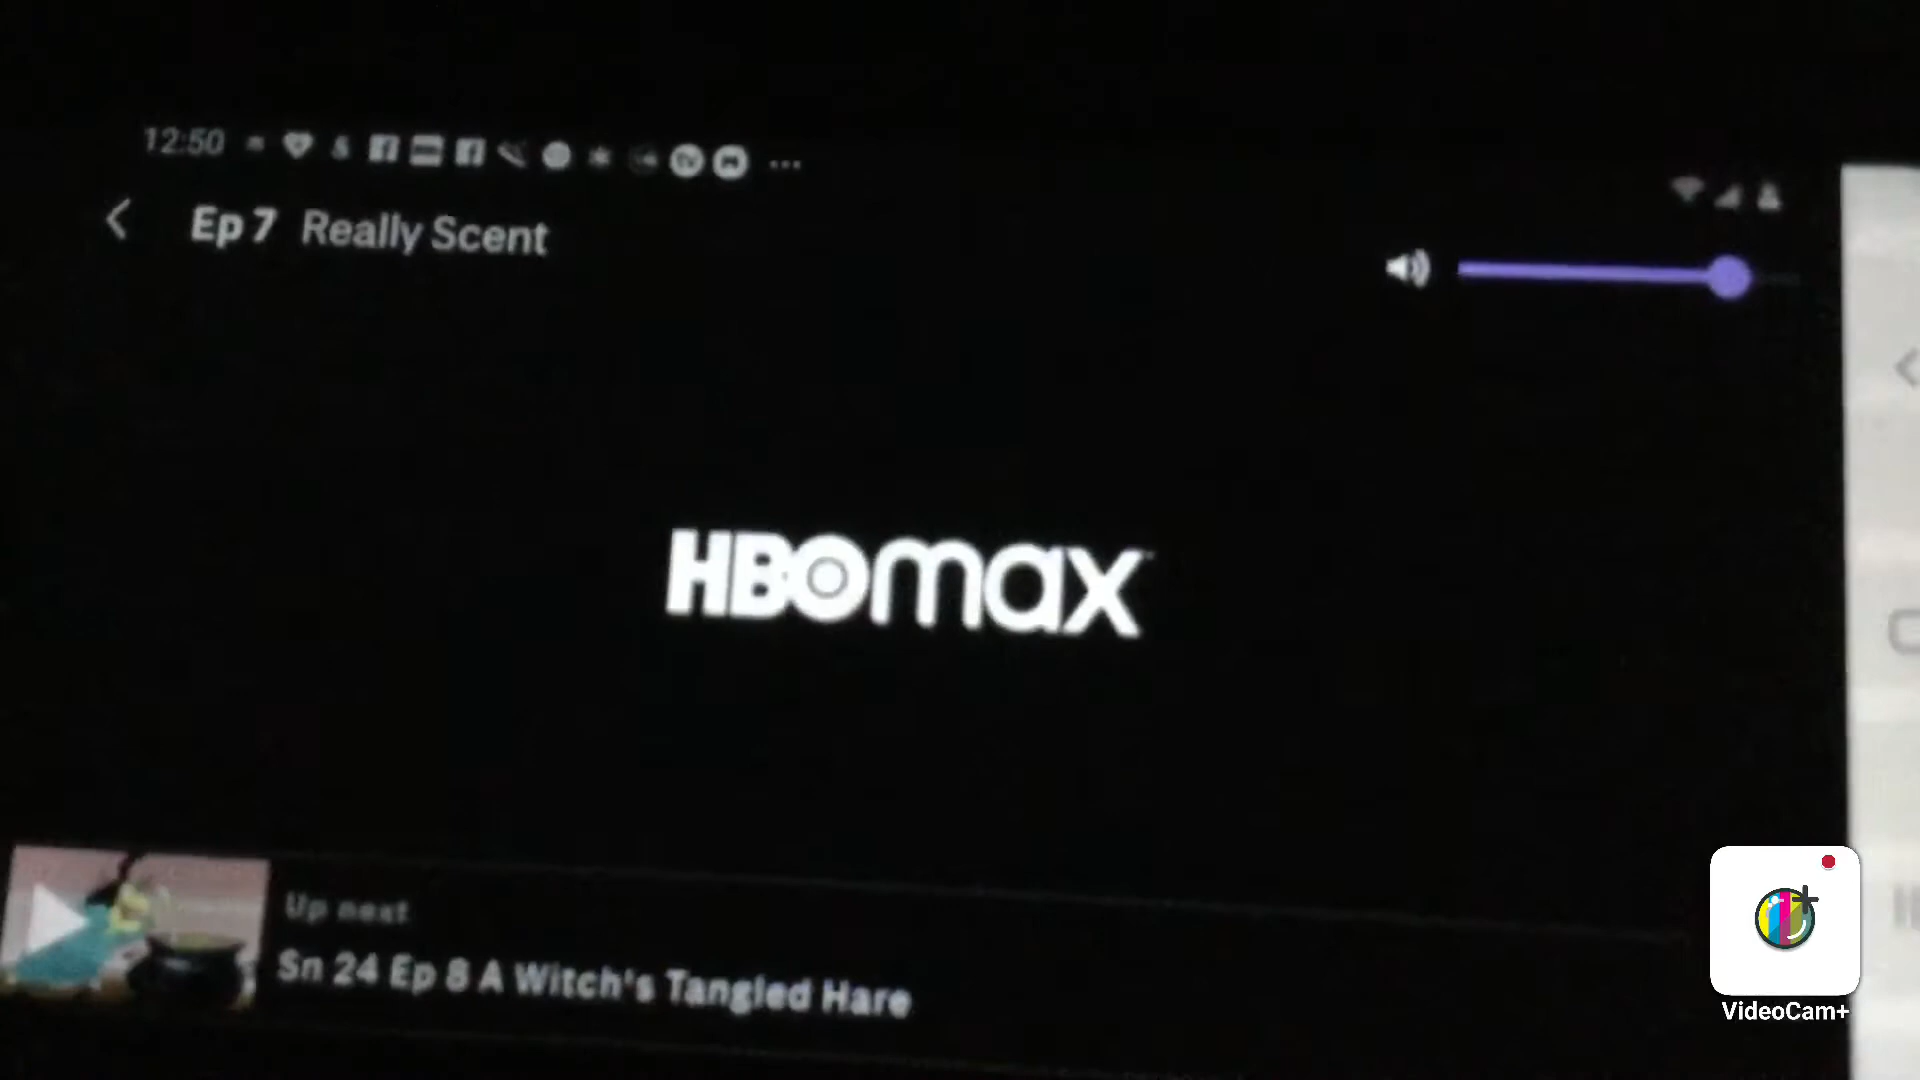 12:50
Ep 7 Really Scent
HBOmax
Up next
Sn 24 Ep 8 A Witch's Tangled Hare
VideoCam+